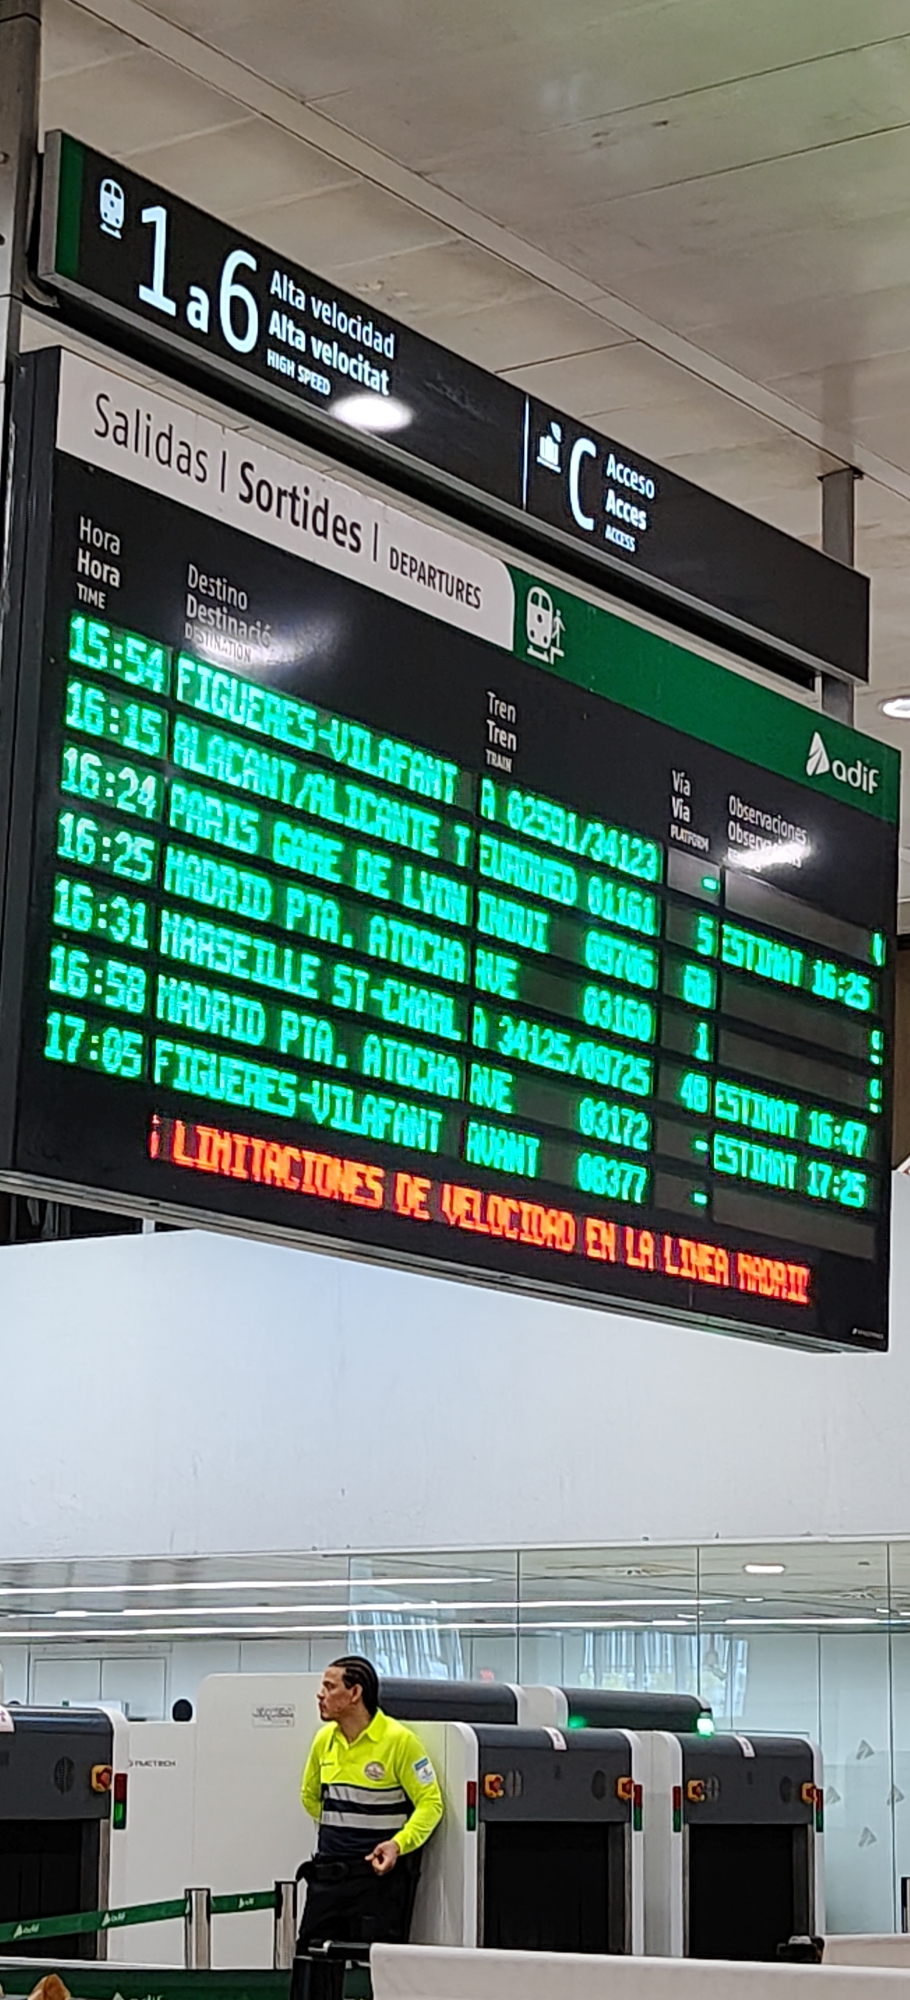 1a6 Alta velocidad
Alta velocitat
HIGH SPEED
C Acceso
Acces
ACCESS
Salidas | Sortides | DEPARTURES
adif
Hora
Hora
TIME
Destino
Destinació
DESTINATION
Tren
Tren
TRAIN
Vía
Via
PLATFORM
Observaciones
15:54 FIGUERES-VILAFANT R 02591/34123 -
16:15 ALACANT/ALICANTE T EUROMED 01161 5 ESTIMAT 16:25
16:24 PARIS GARE DE LYON INOUI 09706 6B
16:25 MADRID PTA. ATOCHA AVE 03160 1
16:31 MARSEILLE ST-CHARL R 34125/09725 4B ESTIMAT 16:47
16:58 MADRID PTA. ATOCHA AVE 03172 - ESTIMAT 17:25
17:05 FIGUERES-VILAFANT AVANT 06377 -
¡ LIMITACIONES DE VELOCIDAD EN LA LINEA MADRID
adif
adif